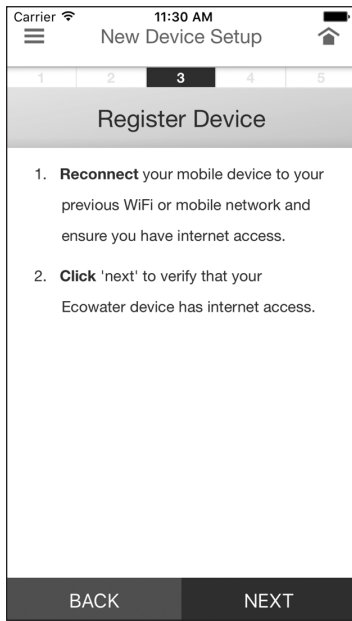 Carrier 11:30 AM
New Device Setup
1 2 3 4 5
Register Device
1. Reconnect your mobile device to your
previous WiFi or mobile network and
ensure you have internet access.
2. Click 'next' to verify that your
Ecowater device has internet access.
BACK NEXT